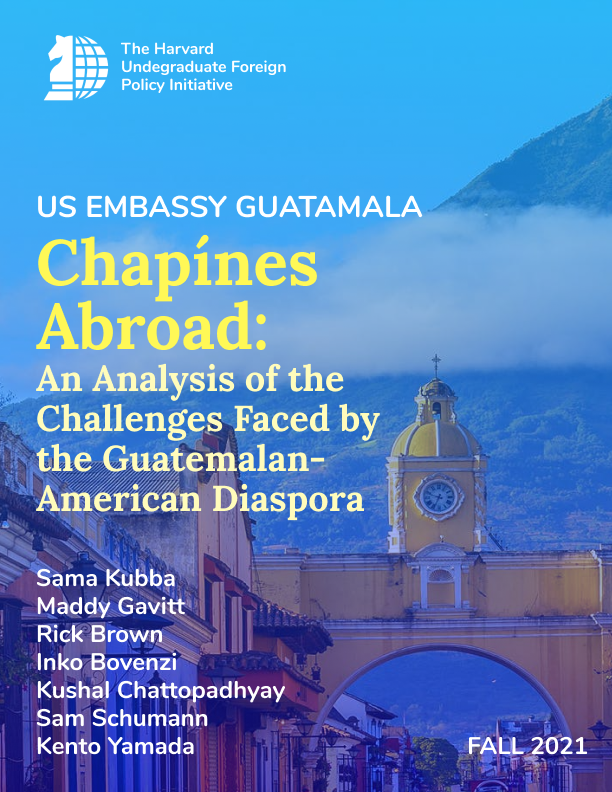 The Harvard
Undergraduate Foreign
Policy Initiative
US EMBASSY GUATAMALA
Chapínes
Abroad:
An Analysis of the
Challenges Faced by
the Guatemalan-
American Diaspora
Sama Kubba
Maddy Gavitt
Rick Brown
Inko Bovenzi
Kushal Chattopadhyay
Sam Schumann
Kento Yamada
FALL 2021